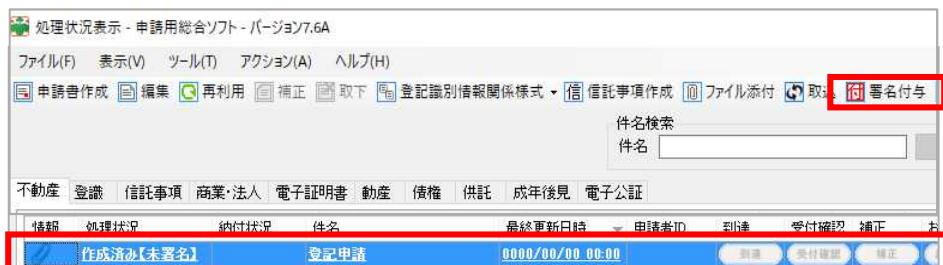 処理状況表示 - 申請用総合ソフト - バージョン7.6A
ファイル(F) 表示(V) ツール(T) アクション(A) ヘルプ(H)
申請書作成 編集 再利用 補正 取下 登記識別情報関係様式 信 信託事項作成 ファイル添付 取込 付 署名付与
件名検索
件名
不動産 登識 信託事項 商業・法人 電子証明書 動産 債権 供託 成年後見 電子公証
情報 処理状況 納付状況 件名 最終更新日時 申請者ID 到達 受付確認 補正 お
作成済み【未署名】 登記申請 0000/00/00 00:00 到達 受付確認 補正